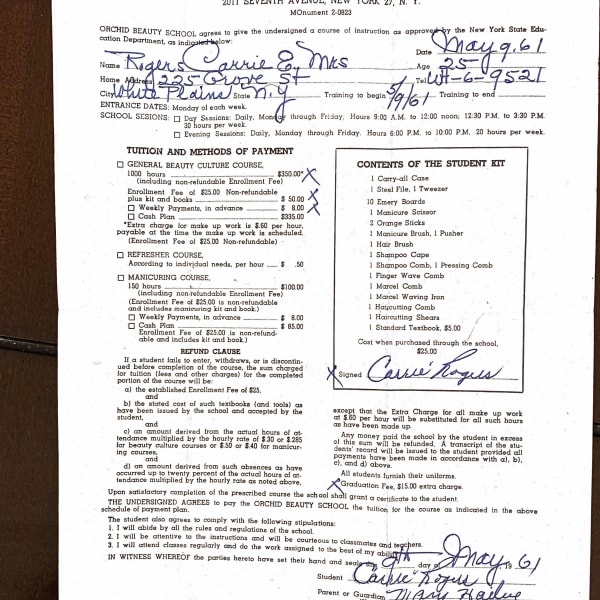 2011 SEVENTH AVENUE, NEW YORK 27, N. Y.
MOnument 2-0823
ORCHID BEAUTY SCHOOL agrees to give the undersigned a course of instruction as approved by the New York State Edu-
cation Department, as indicated below:
Date May 9, 61
Name Rogers Carrie E, Mrs Age 25
Home Address 225 Grove St Tel. WH-6-9521
City White Plains State N.Y Training to begin 5/9/61 Training to end
ENTRANCE DATES: Monday of each week.
SCHOOL SESIONS: Day Sessions: Daily, Monday through Friday. Hours 9:00 A.M. to 12:00 noon; 12:30 P.M. to 3:30 P.M.
30 hours per week.
Evening Sessions: Daily, Monday through Friday. Hours 6:00 P.M. to 10:00 P.M. 20 hours per week.
TUITION AND METHODS OF PAYMENT
GENERAL BEAUTY CULTURE COURSE,
1000 hours $350.00* X
(including non-refundable Enrollment Fee)
Enrollment Fee of $25.00 Non-refundable
plus kit and books $ 50.00 X
Weekly Payments, in advance $ 8.00 X
Cash Plan $335.00
*Extra charge for make up work is $.60 per hour,
payable at the time make up work is scheduled.
(Enrollment Fee of $25.00 Non-refundable)
REFRESHER COURSE,
According to individual needs, per hour $ .50
MANICURING COURSE,
150 hours $100.00
(including non-refundable Enrollment Fee)
(Enrollment Fee is $25.00 non-refundable
and includes manicuring kit and book.)
Weekly Payments, in advance $ 8.00
Cash Plan $ 85.00
Enrollment Fee of $25.00 is non-refund-
able and includes kit and book.)
REFUND CLAUSE
If a student fails to enter, withdraws, or is discontin-
ued before completion of the course, the sum charged
for tuition (fees and other charges) for the completed
portion of the course will be:
a) the established Enrollment Fee of $25.
and
b) the stated cost of such textbooks (and tools) as
have been issued by the school and accepted by the
student,
and
c) an amount derived from the actual hours of at-
tendance multiplied by the hourly rate of $.30 or $.285
for beauty culture courses or $.50 or $.40 for manicur-
ing courses,
and
d) an amount derived from such absences as have
occurred up to twenty percent of the actual hours of at-
tendance multiplied by the hourly rate as noted above,
CONTENTS OF THE STUDENT KIT
1 Carry-all Case
1 Steel File, 1 Tweezer
10 Emery Boards
1 Manicure Scissor
2 Orange Sticks
1 Manicure Brush, 1 Pusher
1 Hair Brush
1 Shampoo Cape
1 Shampoo Comb, 1 Pressing Comb
1 Finger Wave Comb
1 Marcel Comb
1 Marcel Waving Iron
1 Haircutting Comb
1 Haircutting Shears
1 Standard Textbook, $5.00
Cost when purchased through the school,
$25.00
X Signed Carrie Rogers
except that the Extra Charge for all make up work
at $.60 per hour will be substituted for all such hours
as have been made up.
Any money paid the school by the student in excess
of this sum will be refunded. A transcript of the stu-
dents' record will be issued to the student provided all
payments have been made in accordance with a), b),
c), and d) above.
All students furnish their uniforms.
X Graduation Fee, $15.00 extra charge.
Upon satisfactory completion of the prescribed course the school shall grant a certificate to the student.
THE UNDERSIGNED AGREES to pay the ORCHID BEAUTY SCHOOL the tuition for the course as indicated in the above
schedule of payment plan.
The student also agrees to comply with the following stipulations:
1. I will abide by all the rules and regulations of the school.
2. I will be attentive to the instructions and will be courteous to classmates and teachers.
3. I will attend classes regularly and do the work assigned to the best of my ability.
IN WITNESS WHEREOF the parties hereto have set their hand and seals this 9th day of May 1961
Student Carrie Rogers
Parent or Guardian Mary